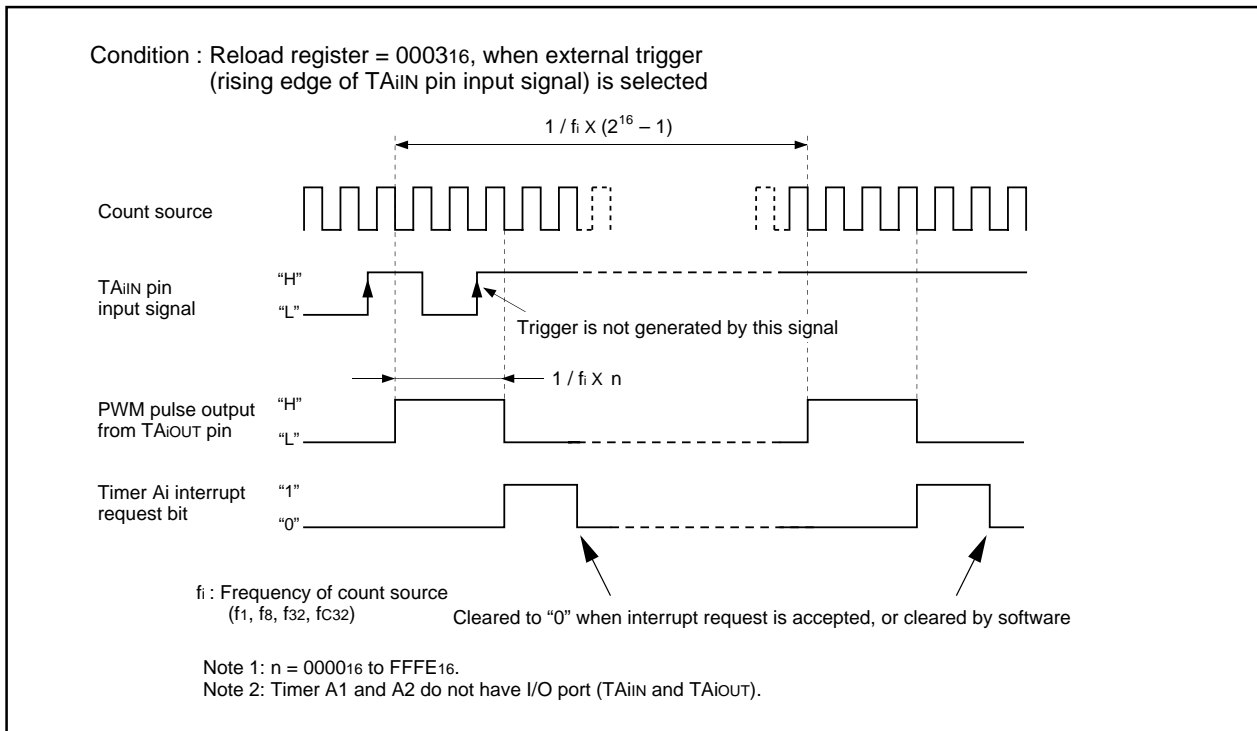 Condition : Reload register = 000316, when external trigger
(rising edge of TAiIN pin input signal) is selected
1 / fi X (2^16 – 1)
Count source
TAiIN pin
input signal
“H”
“L”
Trigger is not generated by this signal
1 / fi X n
PWM pulse output
from TAiOUT pin
“H”
“L”
Timer Ai interrupt
request bit
“1”
“0”
fi : Frequency of count source
(f1, f8, f32, fC32)
Cleared to “0” when interrupt request is accepted, or cleared by software
Note 1: n = 000016 to FFFE16.
Note 2: Timer A1 and A2 do not have I/O port (TAiIN and TAiOUT).